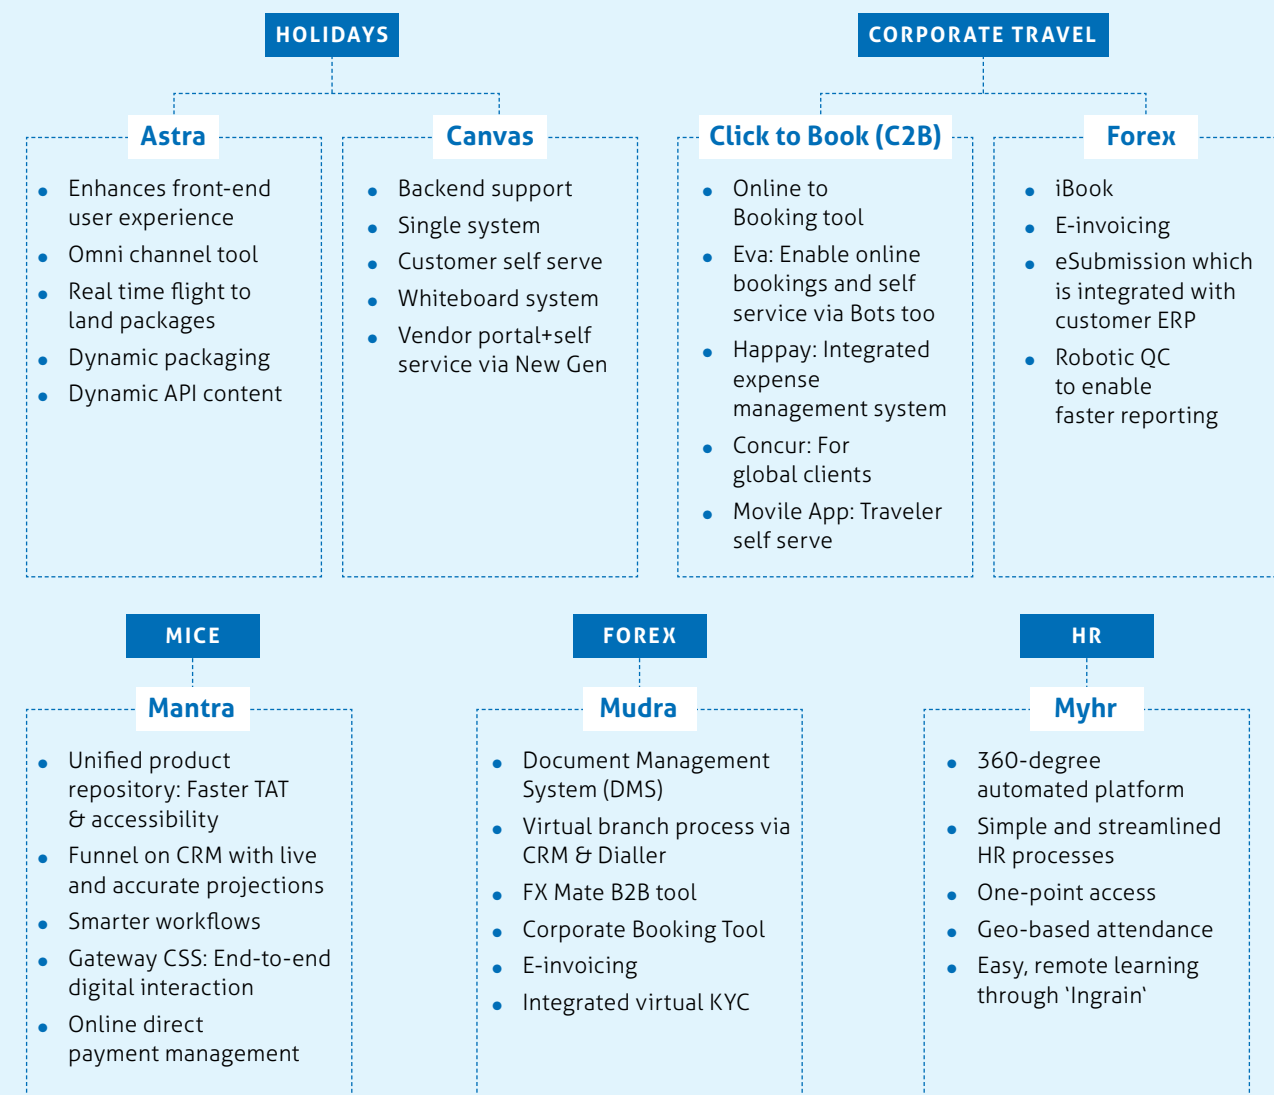 HOLIDAYS
Astra
• Enhances front-end
user experience
• Omni channel tool
• Real time flight to
land packages
• Dynamic packaging
• Dynamic API content
Canvas
• Backend support
• Single system
• Customer self serve
• Whiteboard system
• Vendor portal+self
service via New Gen
CORPORATE TRAVEL
Click to Book (C2B)
• Online to
Booking tool
• Eva: Enable online
bookings and self
service via Bots too
• Happay: Integrated
expense
management system
• Concur: For
global clients
• Movile App: Traveler
self serve
Forex
• iBook
• E-invoicing
• eSubmission which
is integrated with
customer ERP
• Robotic QC
to enable
faster reporting
MICE
Mantra
• Unified product
repository: Faster TAT
& accessibility
• Funnel on CRM with live
and accurate projections
• Smarter workflows
• Gateway CSS: End-to-end
digital interaction
• Online direct
payment management
FOREX
Mudra
• Document Management
System (DMS)
• Virtual branch process via
CRM & Dialler
• FX Mate B2B tool
• Corporate Booking Tool
• E-invoicing
• Integrated virtual KYC
HR
Myhr
• 360-degree
automated platform
• Simple and streamlined
HR processes
• One-point access
• Geo-based attendance
• Easy, remote learning
through ‘Ingrain‘